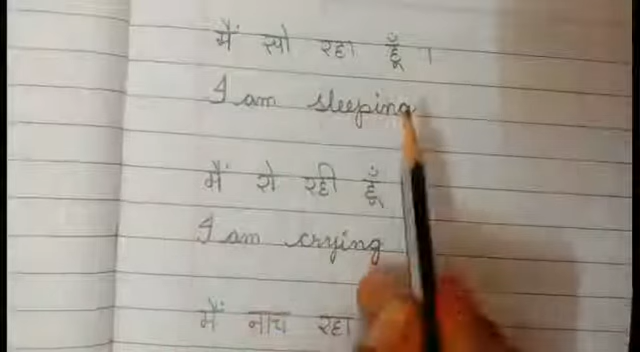 मैं सो रहा हूँ ।
I am sleeping
मैं रो रही हूँ
I am crying
मैं नाच रहा